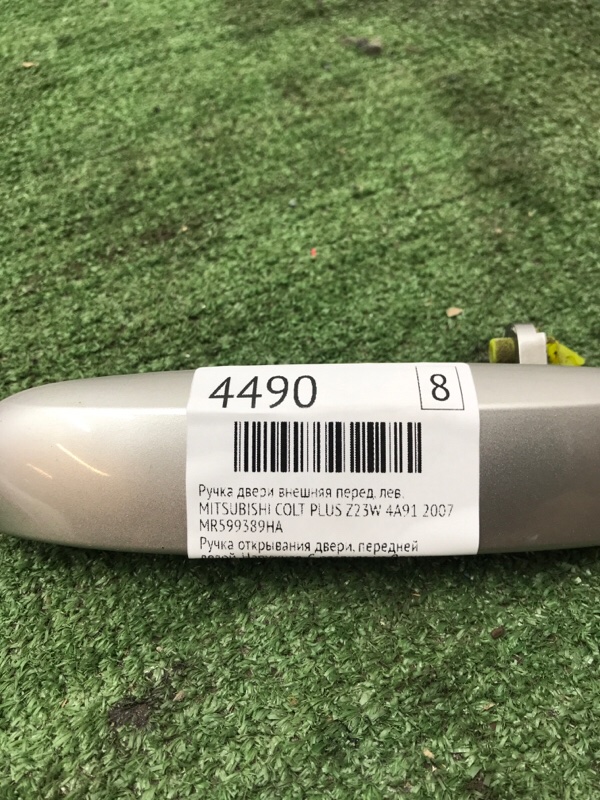 4490
8
Ручка двери внешняя перед. лев.
MITSUBISHI COLT PLUS Z23W 4A91 2007
MR599389HA
Ручка открывания двери, передней